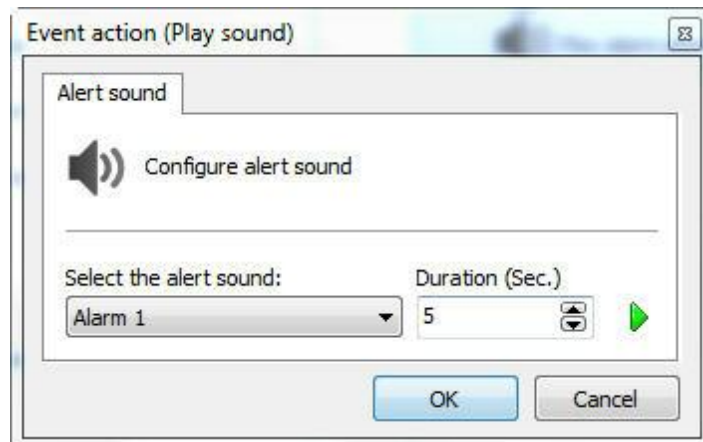 Event action (Play sound)
Alert sound
Configure alert sound
Select the alert sound:
Duration (Sec.)
Alarm 1
5
OK
Cancel